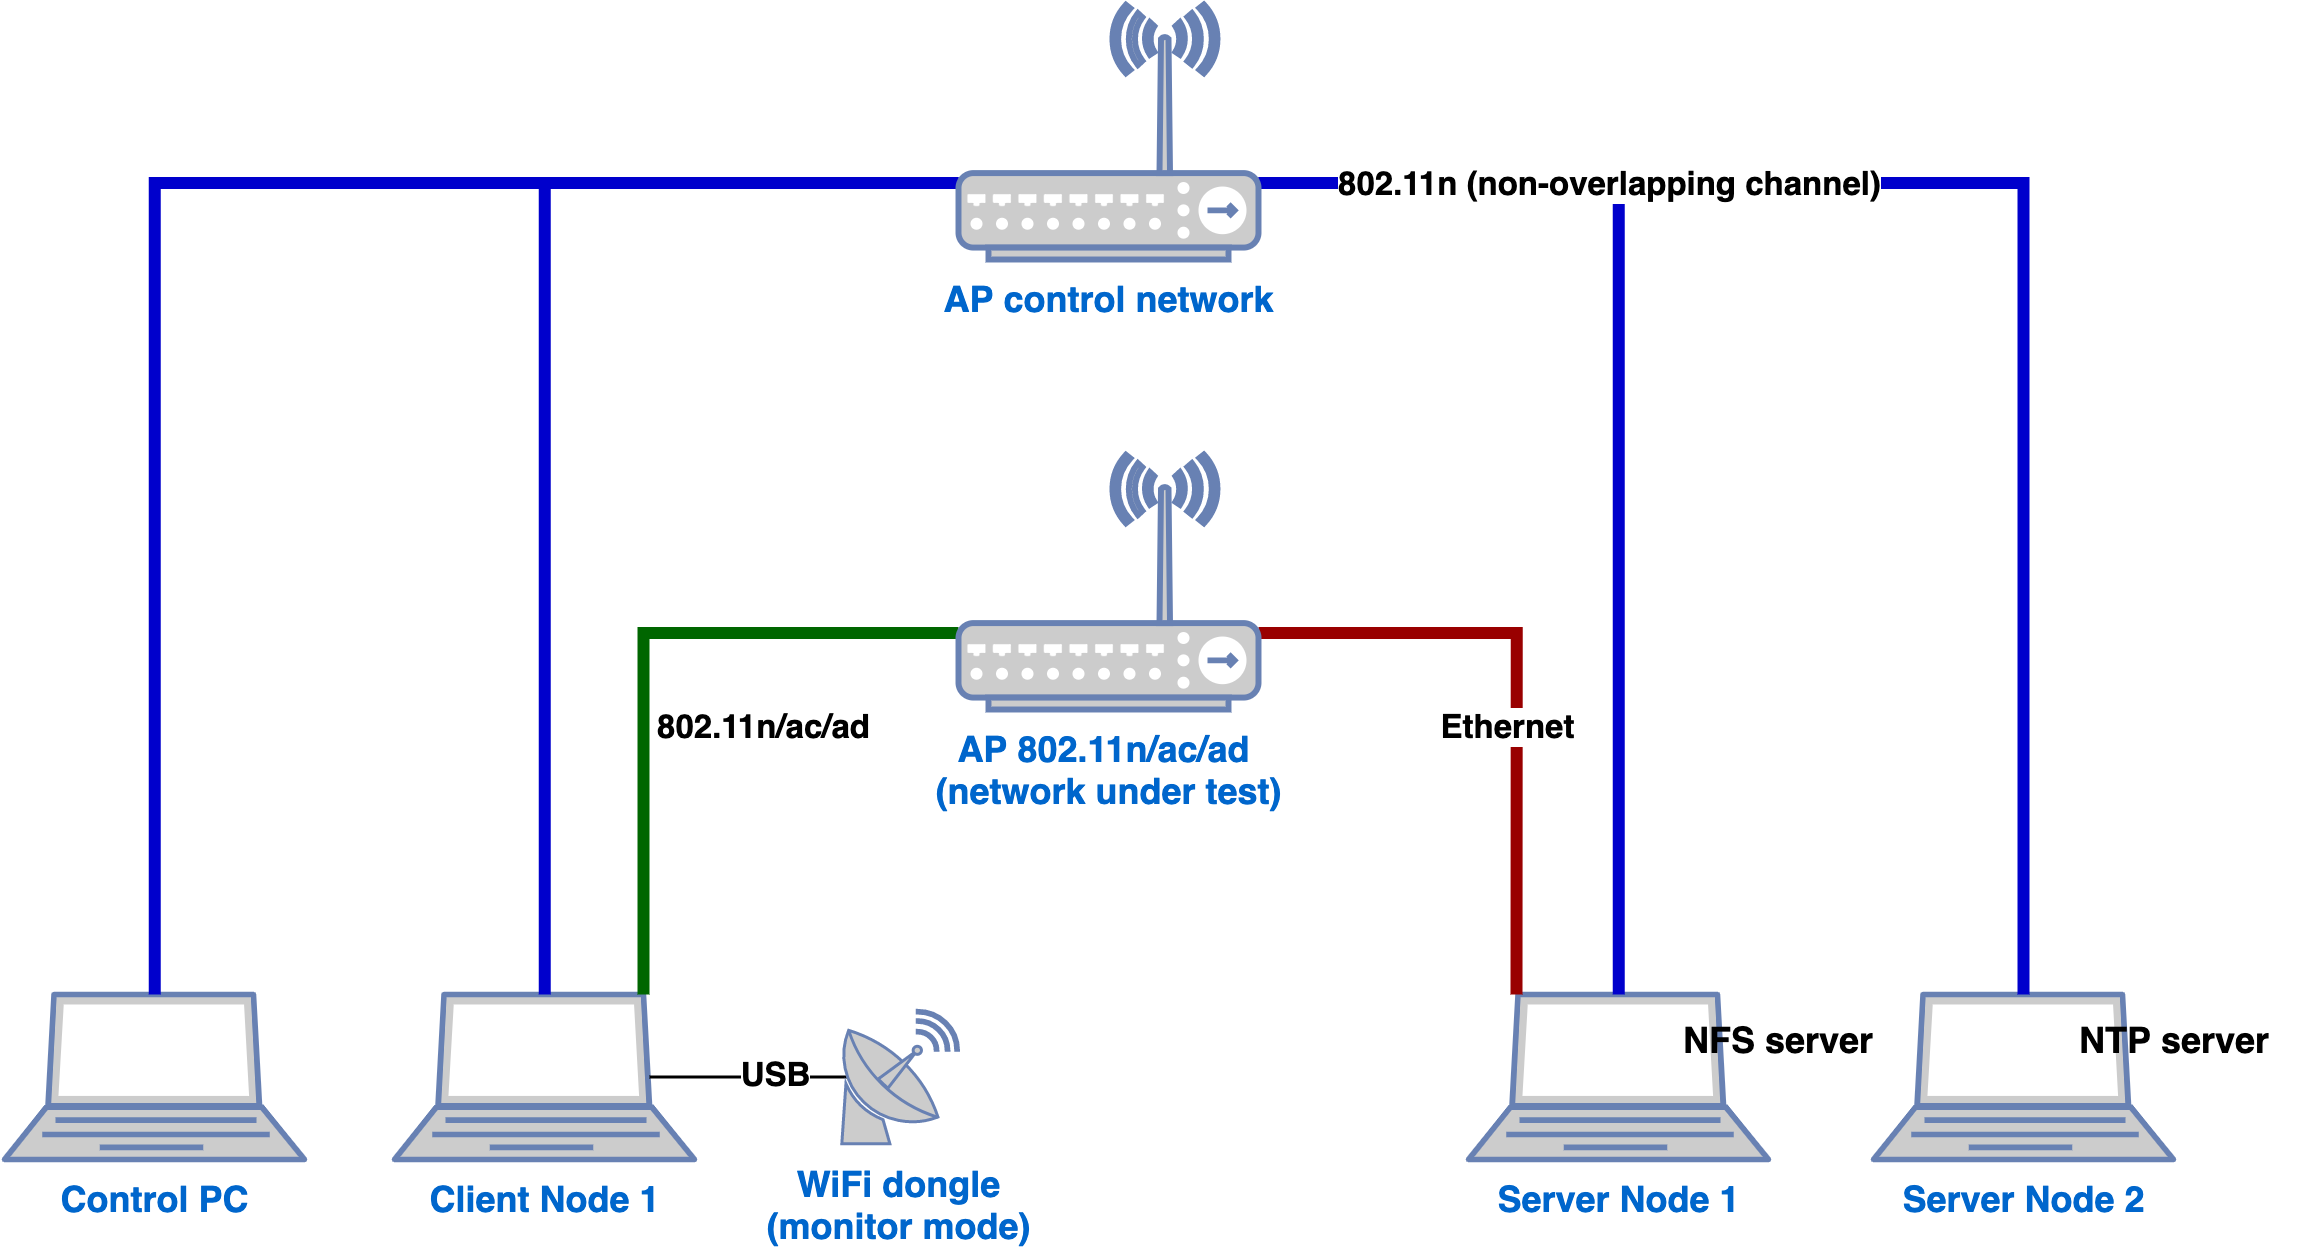 802.11n (non-overlapping channel)
AP control network
802.11n/ac/ad
AP 802.11n/ac/ad
(network under test)
Ethernet
NFS server
NTP server
USB
Control PC
Client Node 1
WiFi dongle
(monitor mode)
Server Node 1
Server Node 2